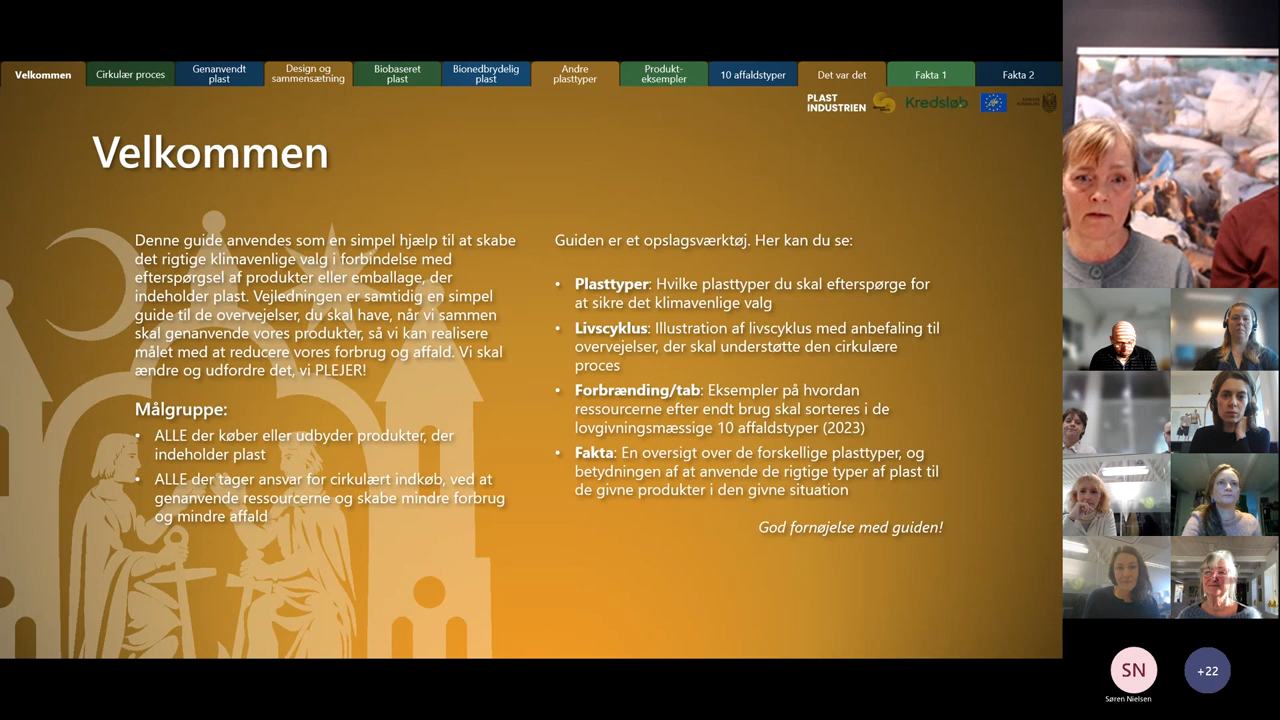 Velkommen
Cirkulær proces
Genanvendt
plast
Design og
sammensætning
Biobaseret
plast
Bionedbrydelig
plast
Andre
plasttyper
Produkt-
eksempler
10 affaldstyper
Det var det
Fakta 1
Fakta 2
PLAST
INDUSTRIEN
Kredsløb
Velkommen
Denne guide anvendes som en simpel hjælp til at skabe
det rigtige klimavenlige valg i forbindelse med
efterspørgsel af produkter eller emballage, der
indeholder plast. Vejledningen er samtidig en simpel
guide til de overvejelser, du skal have, når vi sammen
skal genanvende vores produkter, så vi kan realisere
målet med at reducere vores forbrug og affald. Vi skal
ændre og udfordre det, vi PLEJER!
Målgruppe:
• ALLE der køber eller udbyder produkter, der
indeholder plast
• ALLE der tager ansvar for cirkulært indkøb, ved at
genanvende ressourcerne og skabe mindre forbrug
og mindre affald
Guiden er et opslagsværktøj. Her kan du se:
• Plasttyper: Hvilke plasttyper du skal efterspørge for
at sikre det klimavenlige valg
• Livscyklus: Illustration af livscyklus med anbefaling til
overvejelser, der skal understøtte den cirkulære
proces
• Forbrænding/tab: Eksempler på hvordan
ressourcerne efter endt brug skal sorteres i de
lovgivningsmæssige 10 affaldstyper (2023)
• Fakta: En oversigt over de forskellige plasttyper, og
betydningen af at anvende de rigtige typer af plast til
de givne produkter i den givne situation
God fornøjelse med guiden!
SN
Søren Nielsen
+22